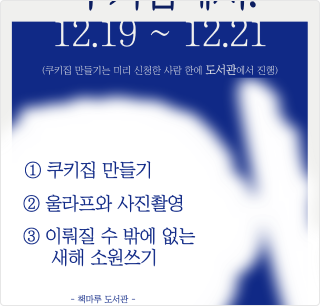 12.19 ~ 12.21
(쿠키집 만들기는 미리 신청한 사람 한에 도서관에서 진행)
① 쿠키집 만들기
② 울라프와 사진촬영
③ 이뤄질 수 밖에 없는
새해 소원쓰기
- 책마루 도서관 -